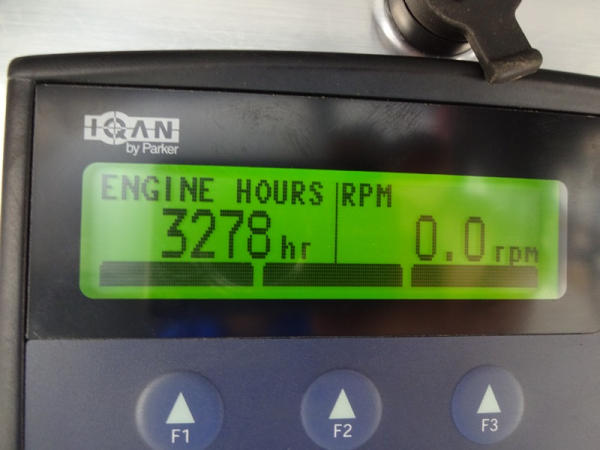 IQAN
by Parker
ENGINE HOURS RPM
3278 hr 0.0 rpm
F1 F2 F3